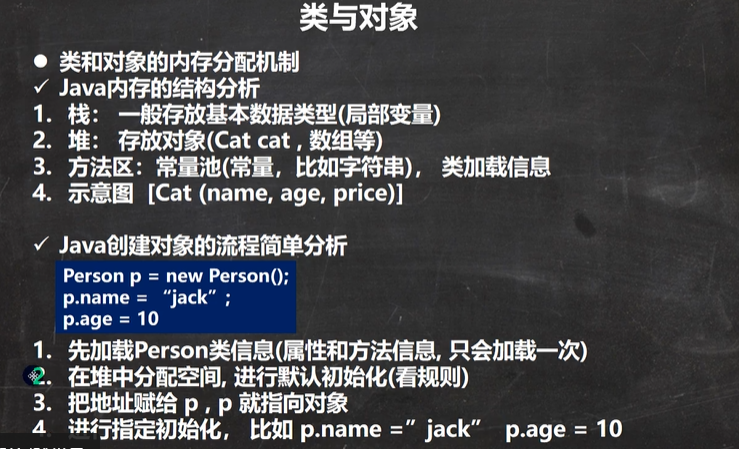 类与对象
● 类和对象的内存分配机制
✓ Java内存的结构分析
1. 栈： 一般存放基本数据类型(局部变量)
2. 堆： 存放对象(Cat cat , 数组等)
3. 方法区：常量池(常量，比如字符串)， 类加载信息
4. 示意图 [Cat (name, age, price)]
✓ Java创建对象的流程简单分析
Person p = new Person();
p.name = “jack” ;
p.age = 10
1. 先加载Person类信息(属性和方法信息, 只会加载一次)
2. 在堆中分配空间, 进行默认初始化(看规则)
3. 把地址赋给 p , p 就指向对象
4. 进行指定初始化， 比如 p.name =” jack” p.age = 10